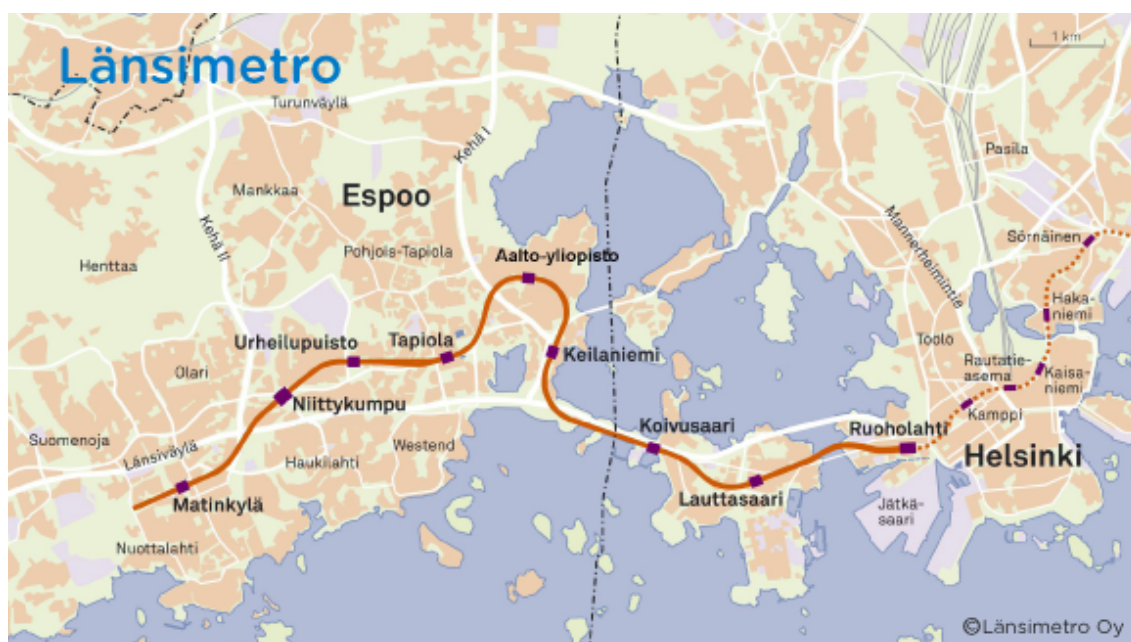 Länsimetro
1 km
Turunväylä
Kehä I
Pasila
Mankkaa
Espoo
Mannerheimintie
Sörnäinen
Kehä II
Pohjois-Tapiola
Henttaa
Aalto-yliopisto
Haka-
niemi
Urheilupuisto
Tapiola
Keilaniemi
Töölö
Rautatie-
asema
Kaisa-
niemi
Olari
Niittykumpu
Kamppi
Suomenoja
Länsiväylä
Westend
Koivusaari
Ruoholahti
Helsinki
Haukilahti
Matinkylä
Lauttasaari
Jätkä-
saari
Nuottalahti
©Länsimetro Oy